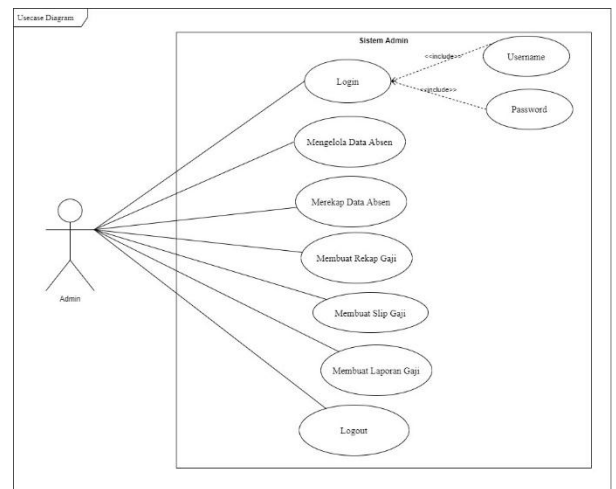 Usecase Diagram
Sistem Admin
<<include>>
Username
Login
<<include>>
Password
Mengelola Data Absen
Merekap Data Absen
Membuat Rekap Gaji
Admin
Membuat Slip Gaji
Membuat Laporan Gaji
Logout